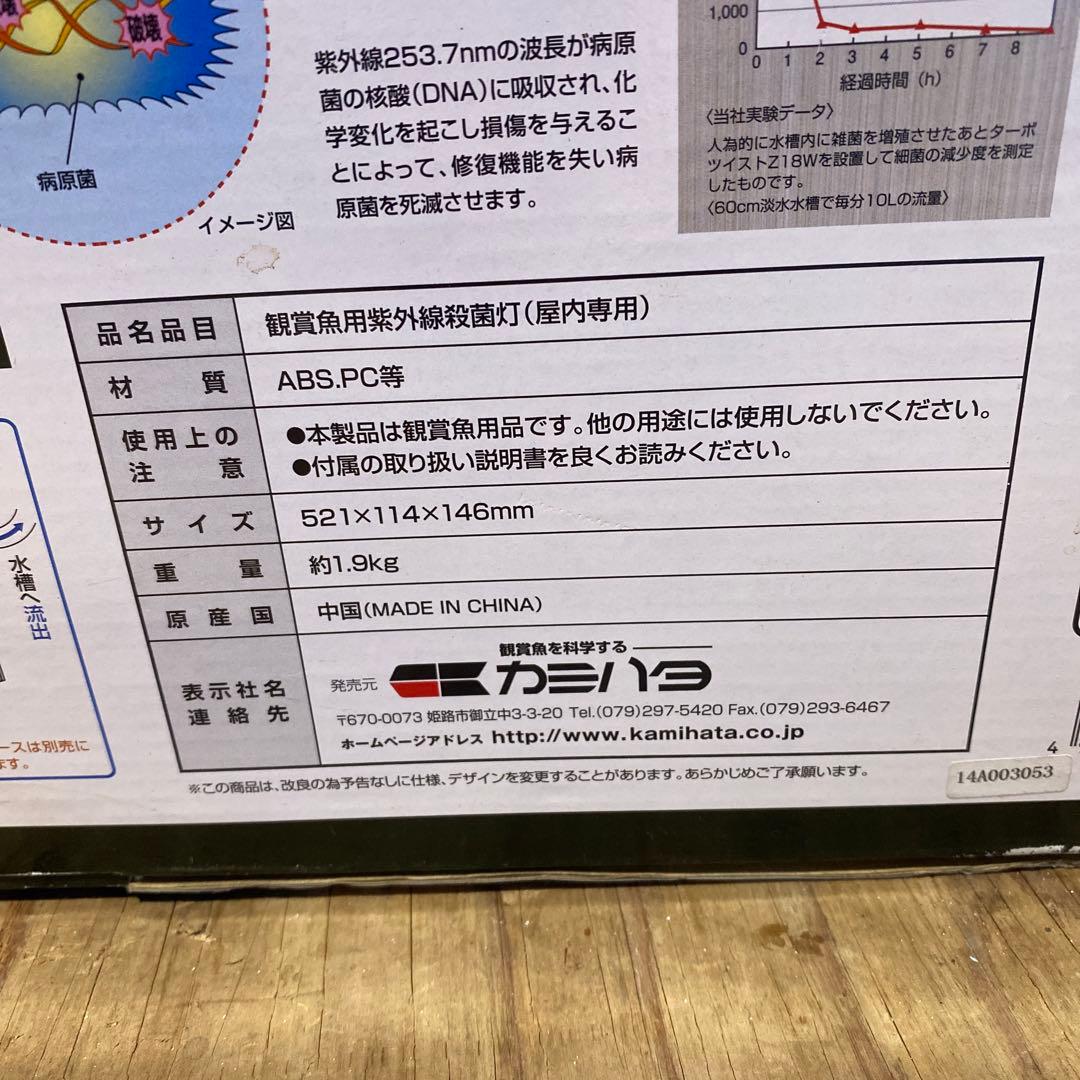 破壊
病原菌
イメージ図
紫外線253.7nmの波長が病原
菌の核酸(DNA)に吸収され、化
学変化を起こし損傷を与えるこ
とによって、修復機能を失い病
原菌を死滅させます。
1,000
0
0 1 2 3 4 5 6 7 8
経過時間(h)
〈当社実験データ〉
人為的に水槽内に雑菌を増殖させたあとターボ
ツイストZ18Wを設置して細菌の減少度を測定
したものです。
〈60cm淡水水槽で毎分10Lの流量〉
品名品目 観賞魚用紫外線殺菌灯(屋内専用)
材質 ABS.PC等
使用上の
注意
●本製品は観賞魚用品です。他の用途には使用しないでください。
●付属の取り扱い説明書を良くお読みください。
サイズ 521×114×146mm
重量 約1.9kg
原産国 中国(MADE IN CHINA)
表示社名
連絡先
観賞魚を科学する
発売元 カミハタ
〒670-0073 姫路市御立中3-3-20 Tel.(079)297-5420 Fax.(079)293-6467
ホームページアドレス http://www.kamihata.co.jp
※この商品は、改良の為予告なしに仕様、デザインを変更することがあります。あらかじめご了承願います。
14A003053
水槽へ流出
ースは別売に
ます。
4